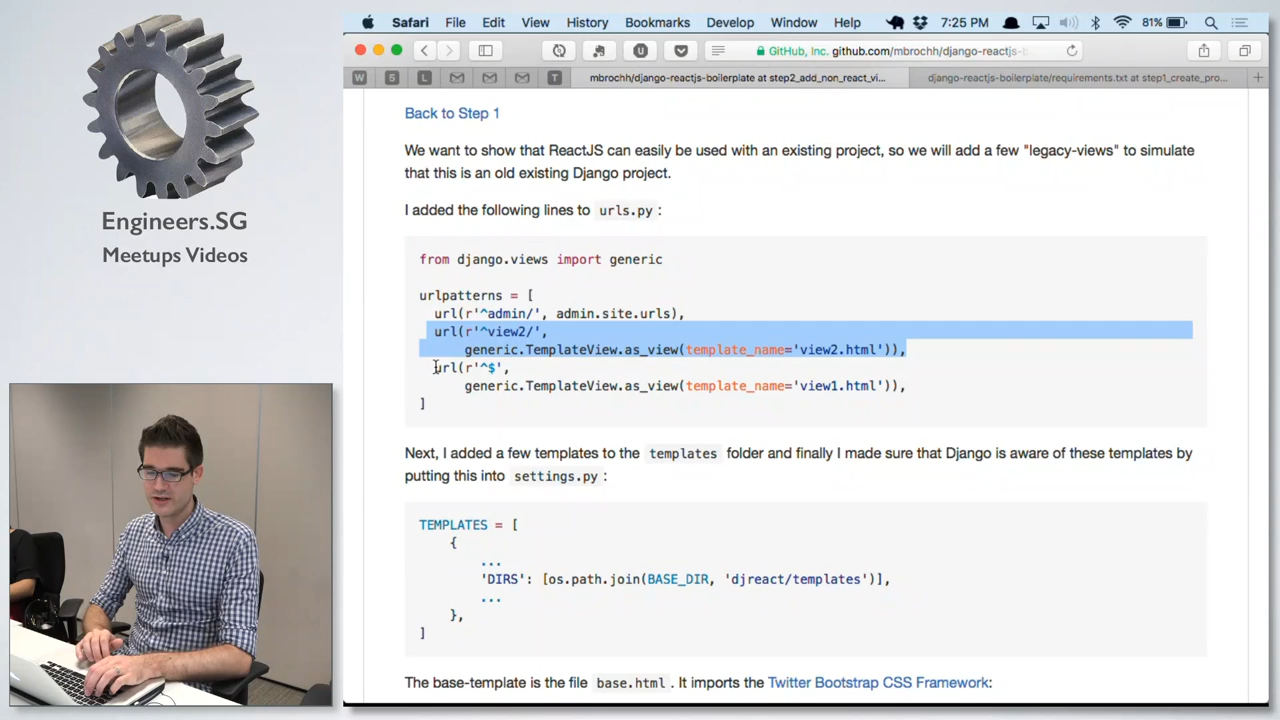 Safari File Edit View History Bookmarks Develop Window Help 7:25 PM 81%
GitHub, Inc. github.com/mbrochh/django-reactjs-b
W 5 L T mbrochh/django-reactjs-boilerplate at step2_add_non_react_vi... django-reactjs-boilerplate/requirements.txt at step1_create_pro... +
Engineers.SG
Meetups Videos
Back to Step 1
We want to show that ReactJS can easily be used with an existing project, so we will add a few "legacy-views" to simulate
that this is an old existing Django project.
I added the following lines to urls.py :
from django.views import generic
urlpatterns = [
url(r'^admin/', admin.site.urls),
url(r'^view2/',
generic.TemplateView.as_view(template_name='view2.html')),
url(r'^$',
generic.TemplateView.as_view(template_name='view1.html')),
]
Next, I added a few templates to the templates folder and finally I made sure that Django is aware of these templates by
putting this into settings.py :
TEMPLATES = [
{
...
'DIRS': [os.path.join(BASE_DIR, 'djreact/templates')],
...
},
]
The base-template is the file base.html . It imports the Twitter Bootstrap CSS Framework: